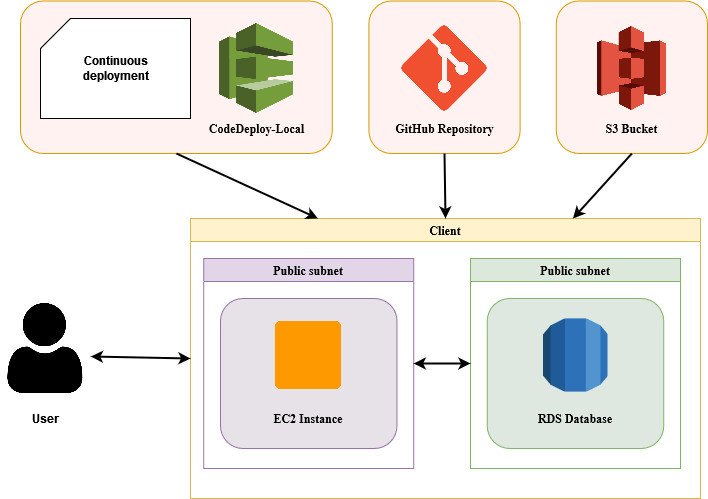 Continuous
deployment
CodeDeploy-Local
GitHub Repository
S3 Bucket
Client
Public subnet
Public subnet
EC2 Instance
RDS Database
User